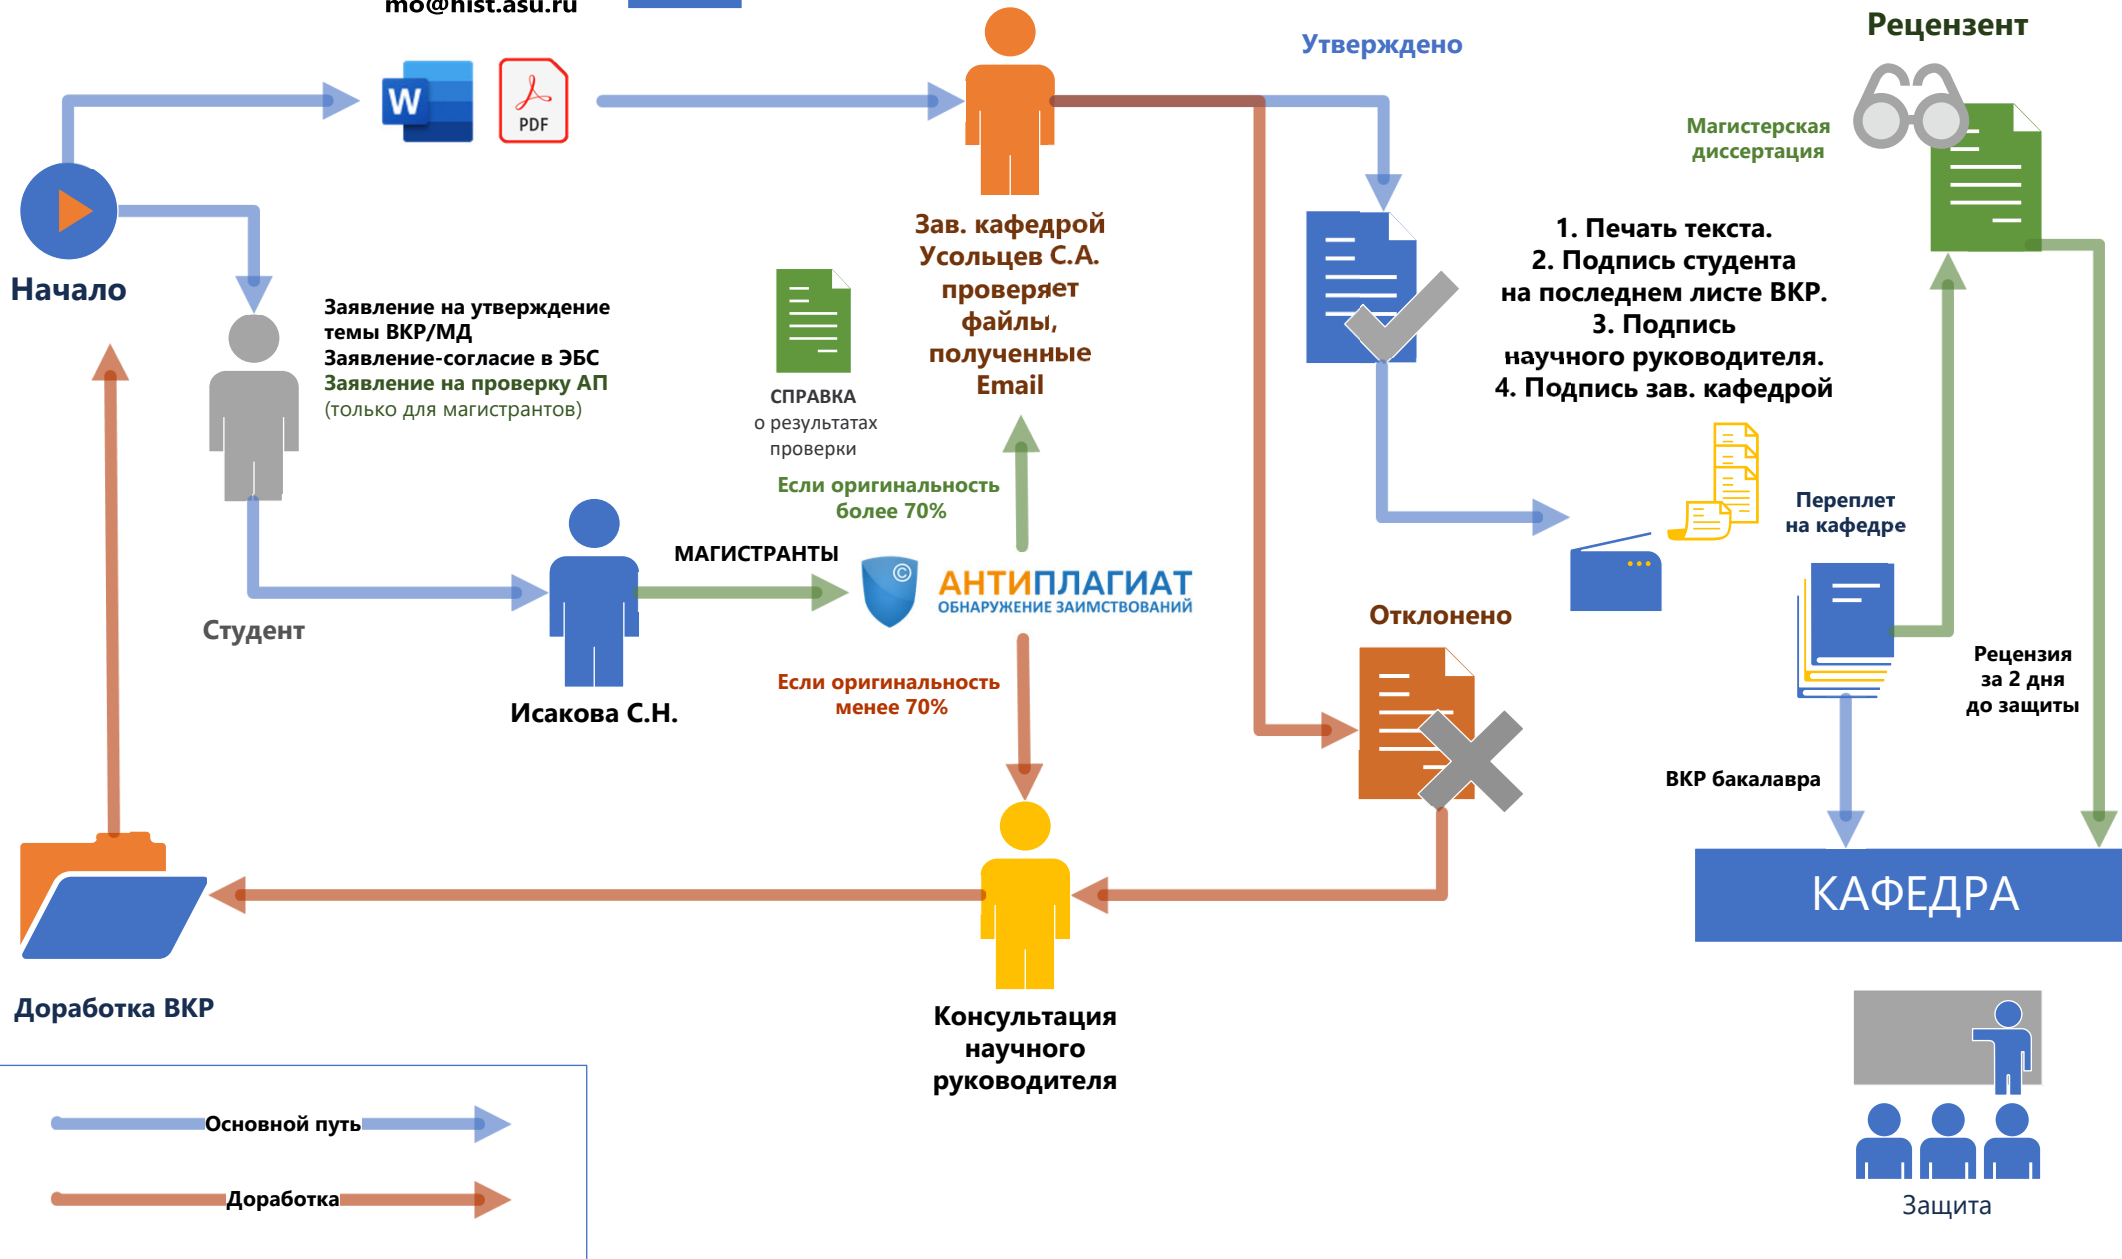 mo@hist.asu.ru
W
PDF
Утверждено
Рецензент
Магистерская
диссертация
Начало
Заявление на утверждение
темы ВКР/МД
Заявление-согласие в ЭБС
Заявление на проверку АП
(только для магистрантов)
Зав. кафедрой
Усольцев С.А.
проверяет
файлы,
полученные
Email
1. Печать текста.
2. Подпись студента
на последнем листе ВКР.
3. Подпись
научного руководителя.
4. Подпись зав. кафедрой
СПРАВКА
о результатах
проверки
Если оригинальность
более 70%
Переплет
на кафедре
МАГИСТРАНТЫ
©
АНТИПЛАГИАТ
ОБНАРУЖЕНИЕ ЗАИМСТВОВАНИЙ
Студент
Отклонено
Если оригинальность
менее 70%
Исакова С.Н.
Рецензия
за 2 дня
до защиты
ВКР бакалавра
КАФЕДРА
Доработка ВКР
Консультация
научного
руководителя
Основной путь
Доработка
Защита